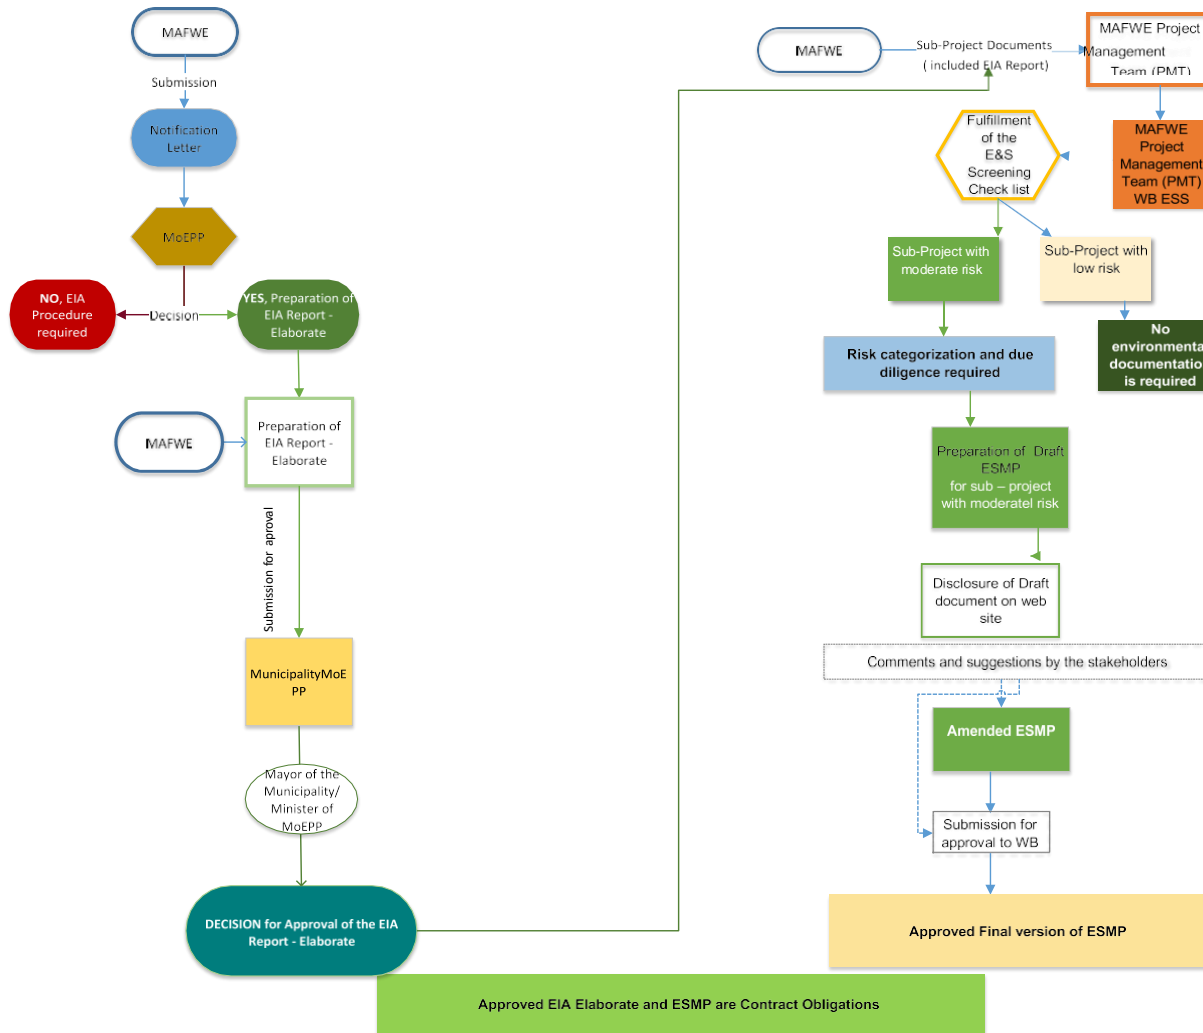 MAFWE
Submission
Notification
Letter
MoEPP
NO, EIA
Procedure
required
Decision
YES, Preparation of
EIA Report -
Elaborate
MAFWE
Preparation of
EIA Report -
Elaborate
Submission for aproval
MunicipalityMoE
PP
Mayor of the
Municipality/
Minister of
MoEPP
DECISION for Approval of the EIA
Report - Elaborate
MAFWE
Sub-Project Documents
( included EIA Report)
MAFWE Project
Management
Team (PMT)
MAFWE
Project
Management
Team (PMT)
WB ESS
Fulfillment
of the
E&S
Screening
Check list
Sub-Project with
moderate risk
Sub-Project with
low risk
No
environmenta
documentatio
is required
Risk categorization and due
diligence required
Preparation of Draft
ESMP
for sub – project
with moderatel risk
Disclosure of Draft
document on web
site
Comments and suggestions by the stakeholders
Amended ESMP
Submission for
approval to WB
Approved Final version of ESMP
Approved EIA Elaborate and ESMP are Contract Obligations